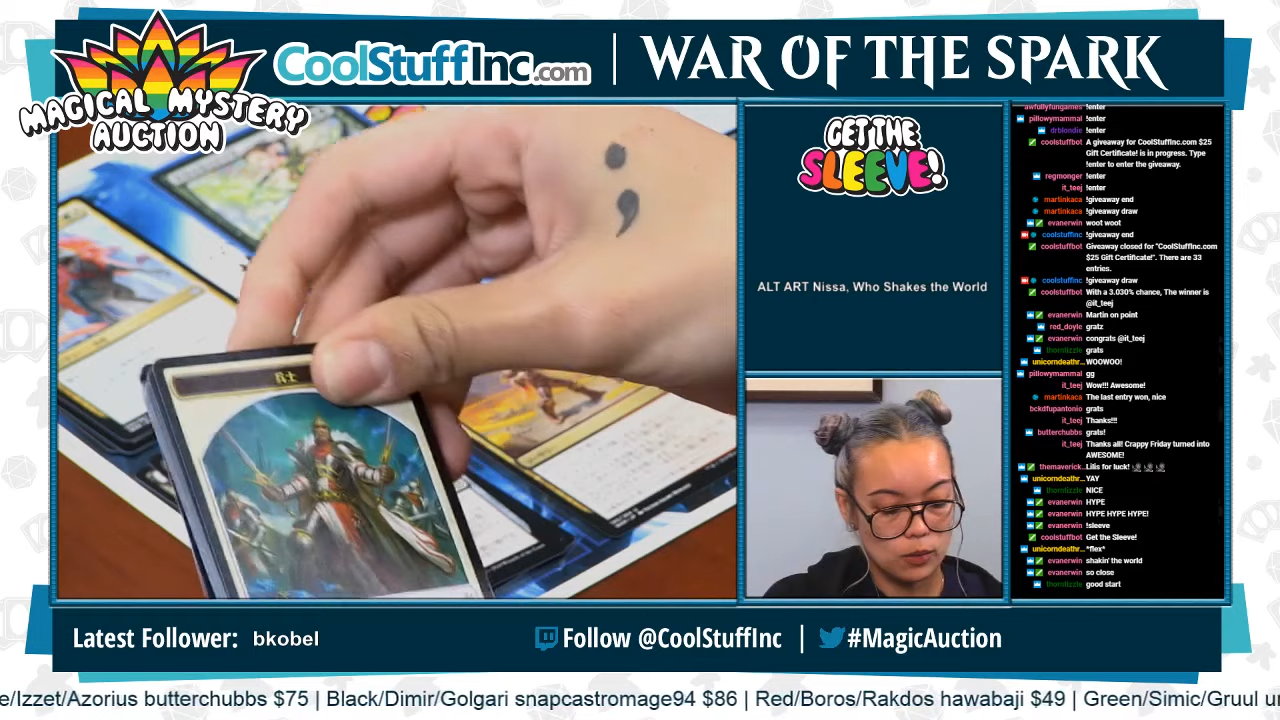 MAGICAL MYSTERY
AUCTION
CoolStuffInc.com
WAR OF THE SPARK
GET THE
SLEEVE!
ALT ART Nissa, Who Shakes the World
awfullyfungames !enter
pillowymammal !enter
drblondie !enter
coolstuffbot A giveaway for CoolStuffInc.com $25
Gift Certificate! is in progress. Type
!enter to enter the giveaway.
regmonger !enter
it_teej !enter
martinkaca !giveaway end
martinkaca !giveaway draw
evanerwin woot woot
coolstuffinc !giveaway end
coolstuffbot Giveaway closed for "CoolStuffInc.com
$25 Gift Certificate!". There are 33
entries.
coolstuffinc !giveaway draw
coolstuffbot With a 3.030% chance, The winner is
@it_teej
evanerwin Martin on point
red_doyle gratz
evanerwin congrats @it_teej
thorntizzle grats
unicorndeathr... WOOWOO!
pillowymammal gg
it_teej Wow!!! Awesome!
martinkaca The last entry won, nice
bckdfupantonio grats
it_teej Thanks!!!
butterchubbs grats!
it_teej Thanks all! Crappy Friday turned into
AWESOME!
themaverick... Lilis for luck!
unicorndeathr... YAY
thorntizzle NICE
evanerwin HYPE
evanerwin HYPE HYPE HYPE!
evanerwin !sleeve
coolstuffbot Get the Sleeve!
unicorndeathr... *flex*
evanerwin shakin' the world
evanerwin so close
thorntizzle good start
Latest Follower: bkobel
Follow @CoolStuffInc | #MagicAuction
e/Izzet/Azorius butterchubbs $75 | Black/Dimir/Golgari snapcastromage94 $86 | Red/Boros/Rakdos hawabaji $49 | Green/Simic/Gruul u